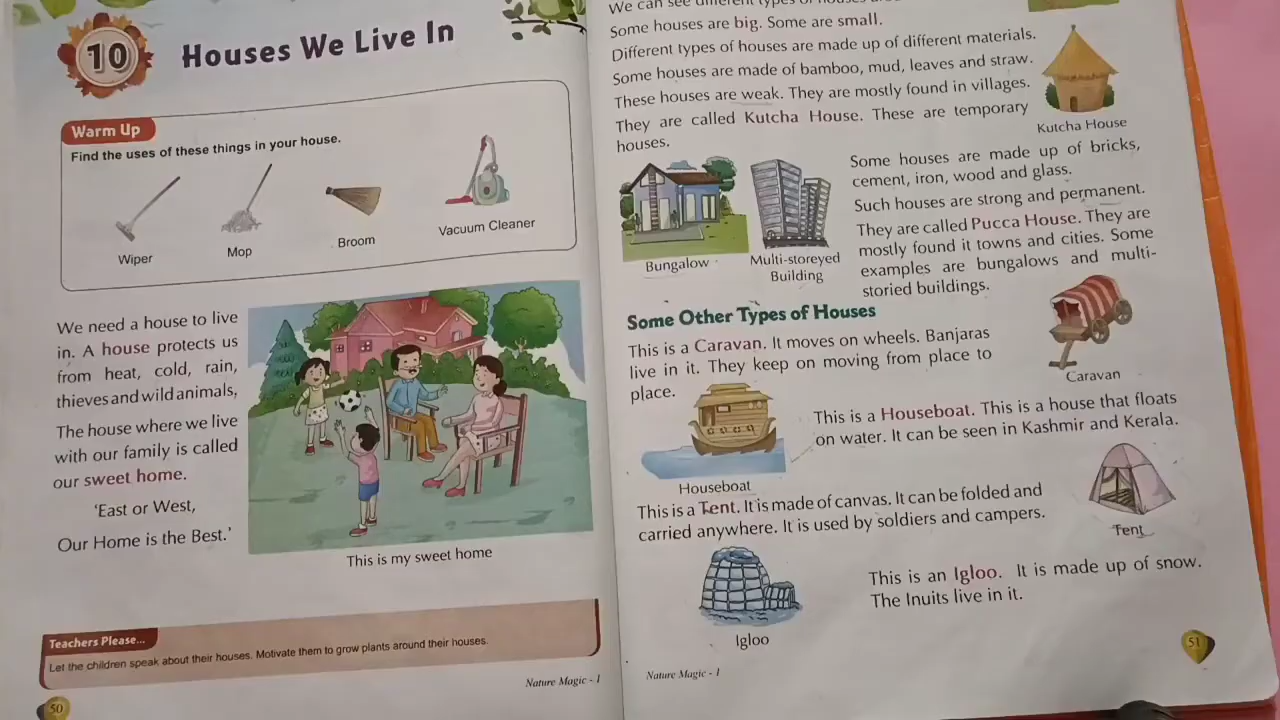 10
Houses We Live In
Warm Up
Find the uses of these things in your house.
Wiper
Mop
Broom
Vacuum Cleaner
We need a house to live
in. A house protects us
from heat, cold, rain,
thieves and wild animals,
The house where we live
with our family is called
our sweet home.
'East or West,
Our Home is the Best.'
This is my sweet home
Teachers Please...
Let the children speak about their houses. Motivate them to grow plants around their houses.
Nature Magic - 1
50
We can see different types of houses
Some houses are big. Some are small.
Different types of houses are made up of different materials.
Some houses are made of bamboo, mud, leaves and straw.
These houses are weak. They are mostly found in villages.
They are called Kutcha House. These are temporary
houses.
Kutcha House
Bungalow
Multi-storeyed
Building
Some houses are made up of bricks,
cement, iron, wood and glass.
Such houses are strong and permanent.
They are called Pucca House. They are
mostly found it towns and cities. Some
examples are bungalows and multi-
storied buildings.
Some Other Types of Houses
This is a Caravan. It moves on wheels. Banjaras
live in it. They keep on moving from place to
place.
Caravan
This is a Houseboat. This is a house that floats
on water. It can be seen in Kashmir and Kerala.
Houseboat
This is a Tent. It is made of canvas. It can be folded and
carried anywhere. It is used by soldiers and campers.
Tent
This is an Igloo. It is made up of snow.
The Inuits live in it.
Igloo
Nature Magic - 1
51